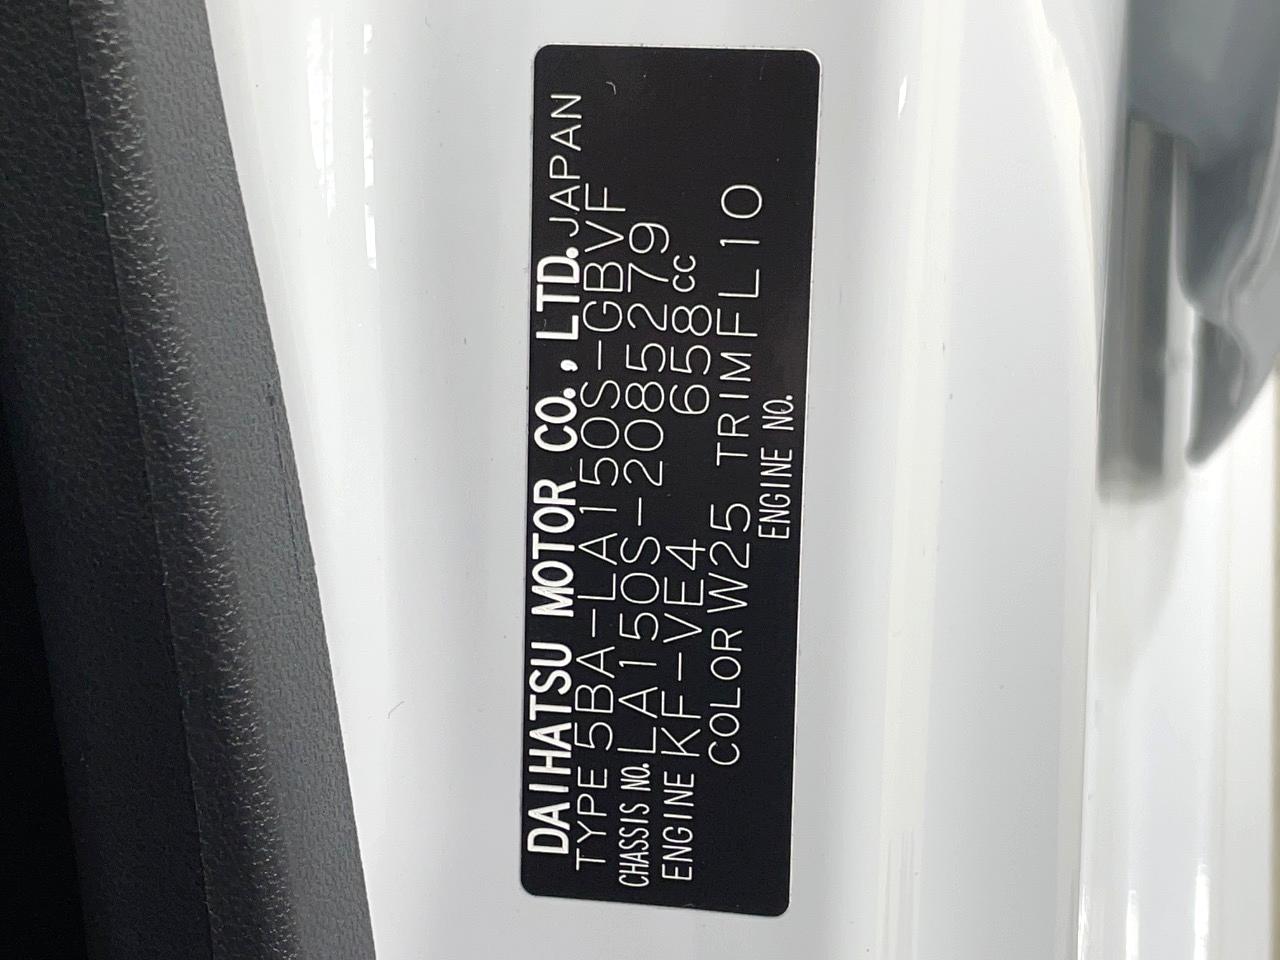 DAIHATSU MOTOR CO., LTD. JAPAN
TYPE 5BA-LA150S-GBVF
CHASSIS NO. LA150S-2085279
ENGINE KF-VE4 658cc
COLOR W25 TRIM FL10
ENGINE NO.